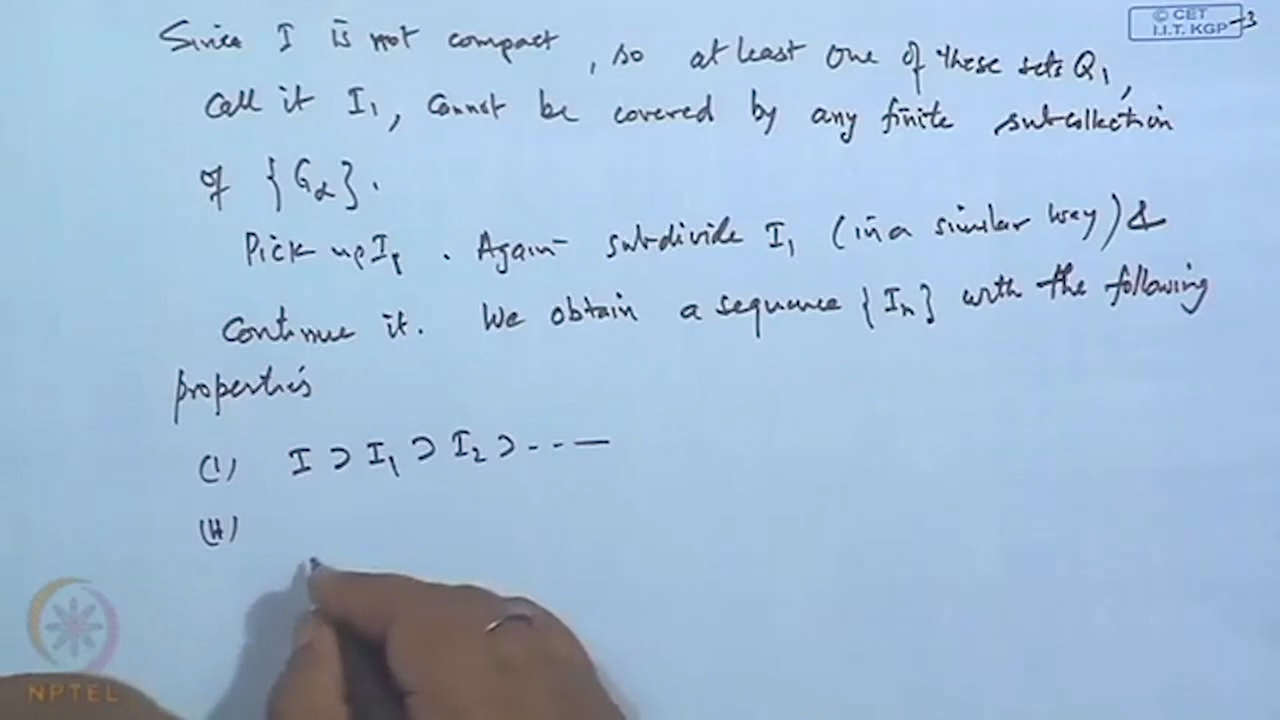 © CET
I.I.T. KGP
-3
Since I is not compact, so at least one of these sets Q₁,
call it I₁, cannot be covered by any finite subcollection
of {Gα}.
Pick up I₁. Again subdivide I₁ (in a similar way) &
continue it. We obtain a sequence {Iₙ} with the following
properties
(I) I ⊃ I₁ ⊃ I₂ ⊃ ---
(II)
NPTEL